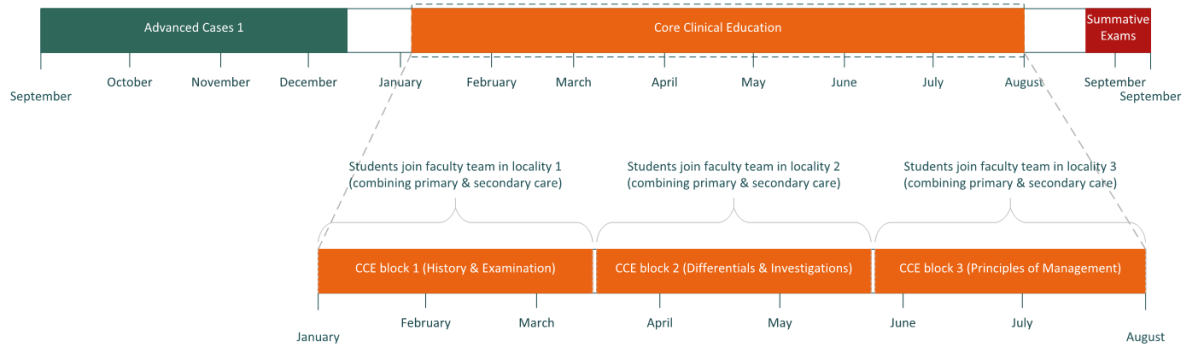 Advanced Cases 1
Core Clinical Education
Summative
Exams
September
October
November
December
January
February
March
April
May
June
July
August
September
September
Students join faculty team in locality 1
(combining primary & secondary care)
Students join faculty team in locality 2
(combining primary & secondary care)
Students join faculty team in locality 3
(combining primary & secondary care)
CCE block 1 (History & Examination)
CCE block 2 (Differentials & Investigations)
CCE block 3 (Principles of Management)
January
February
March
April
May
June
July
August